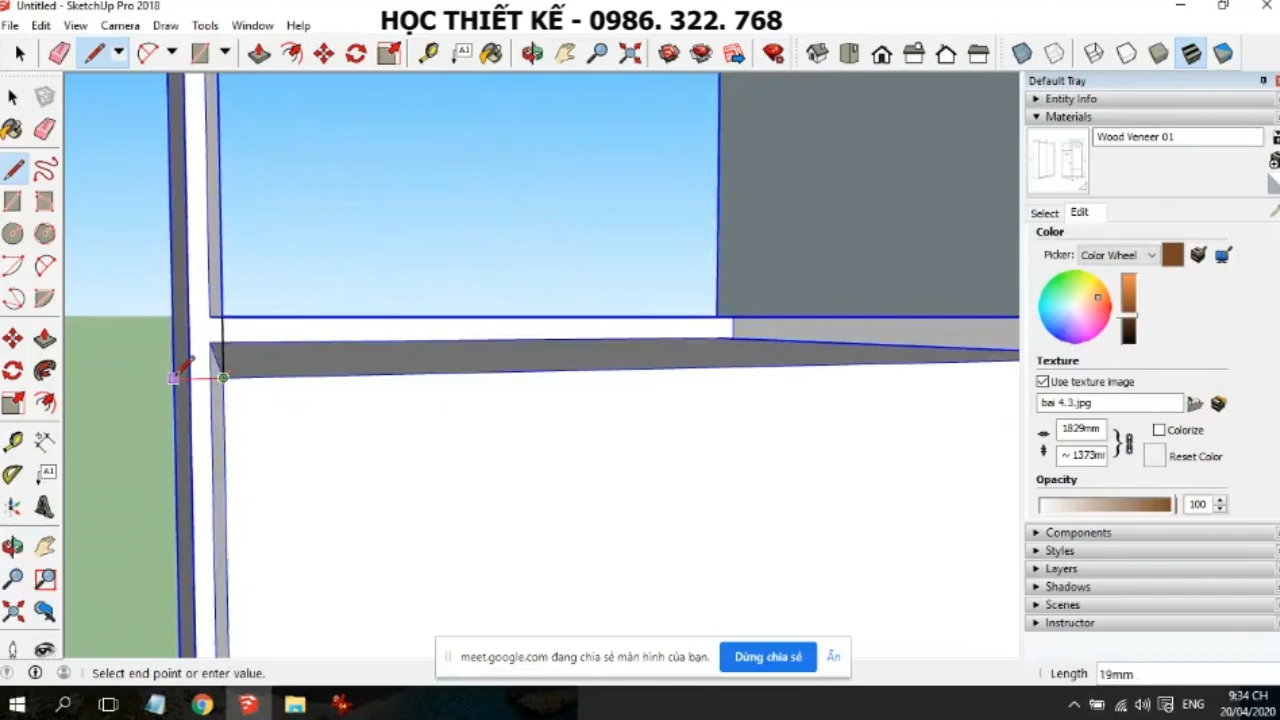 Untitled - SketchUp Pro 2018
HỌC THIẾT KẾ - 0986. 322. 768
File Edit View Camera Draw Tools Window Help
A1
Default Tray
Entity Info
Materials
Wood Veneer 01
Select Edit
Color
Picker: Color Wheel
Texture
Use texture image
bai 4.3.jpg
1829mm
Colorize
~ 1373mr
Reset Color
A1
Opacity
100
Components
Styles
Layers
Shadows
Scenes
Instructor
meet.google.com đang chia sẻ màn hình của bạn. Dừng chia sẻ Ẩn
Select end point or enter value. Length 19mm
ENG 9:34 CH
20/04/2020